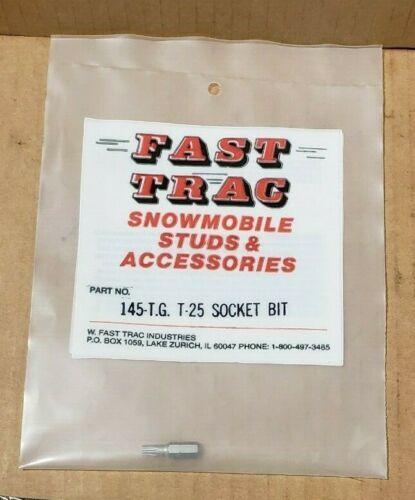 FAST
TRAC
SNOWMOBILE
STUDS &
ACCESSORIES
PART NO.
145-T.G. T-25 SOCKET BIT
W. FAST TRAC INDUSTRIES
P.O. BOX 1059, LAKE ZURICH, IL 60047 PHONE: 1-800-497-3465